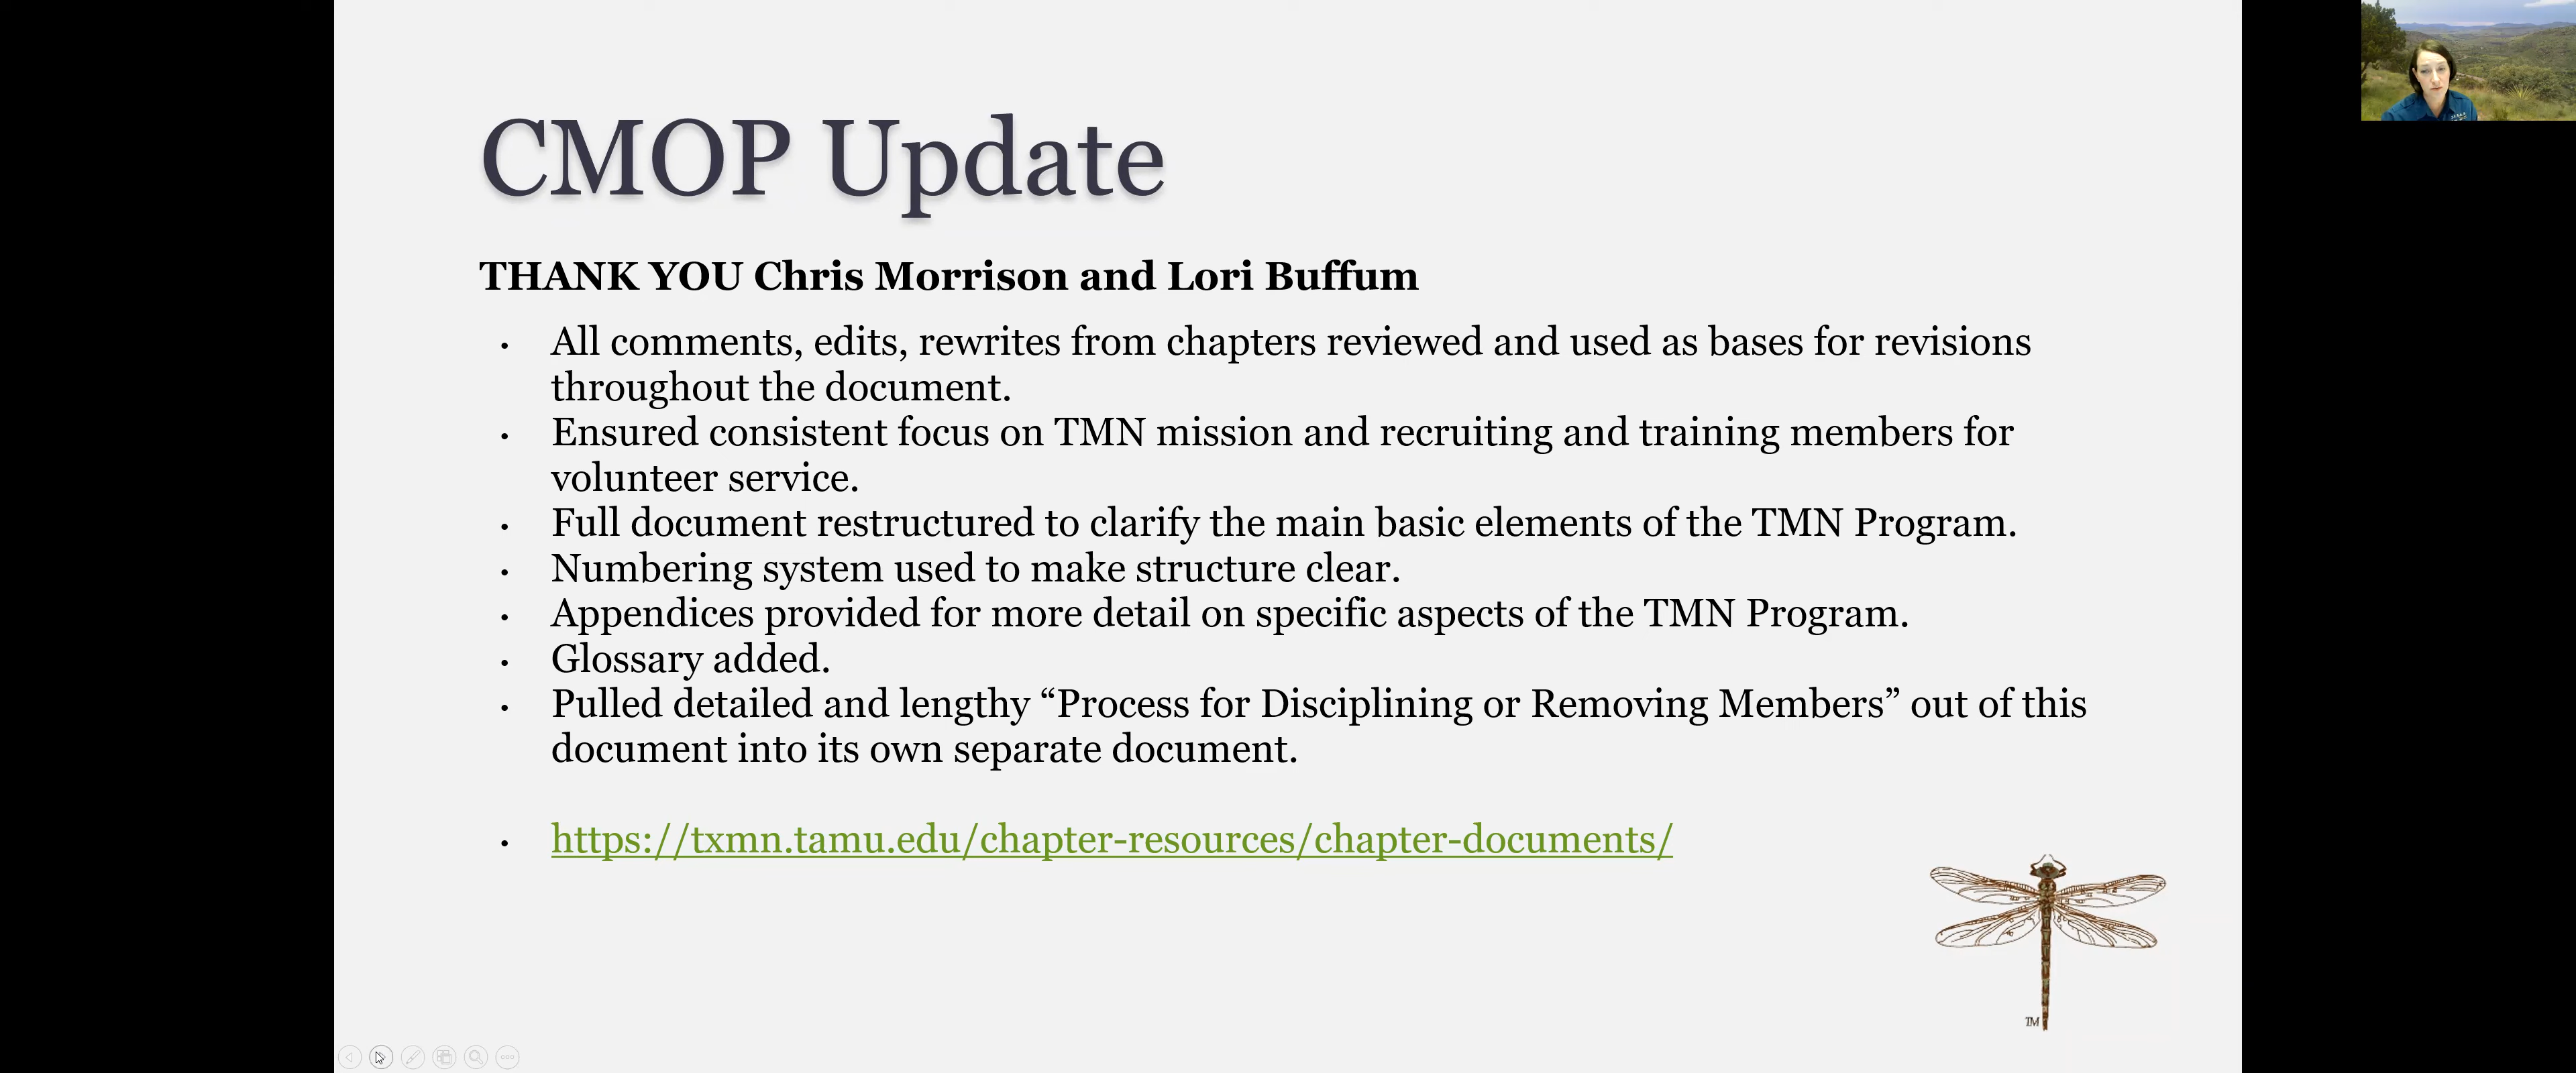 CMOP Update
THANK YOU Chris Morrison and Lori Buffum
• All comments, edits, rewrites from chapters reviewed and used as bases for revisions
throughout the document.
• Ensured consistent focus on TMN mission and recruiting and training members for
volunteer service.
• Full document restructured to clarify the main basic elements of the TMN Program.
• Numbering system used to make structure clear.
• Appendices provided for more detail on specific aspects of the TMN Program.
• Glossary added.
• Pulled detailed and lengthy “Process for Disciplining or Removing Members” out of this
document into its own separate document.
• https://txmn.tamu.edu/chapter-resources/chapter-documents/
TM